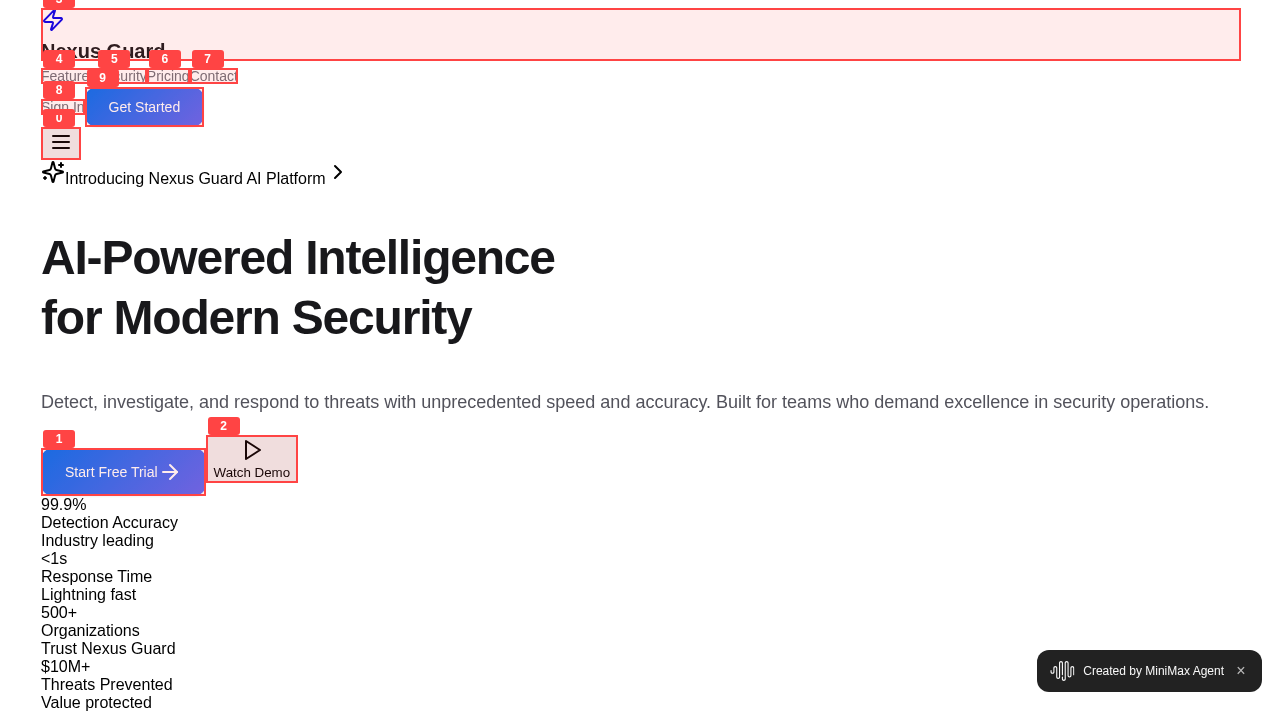 Nexus Guard
4 5 6 7
Pricing Contact
8 9
Sign In Get Started
Introducing Nexus Guard AI Platform
AI-Powered Intelligence
for Modern Security
Detect, investigate, and respond to threats with unprecedented speed and accuracy. Built for teams who demand excellence in security operations.
1 2
Start Free Trial Watch Demo
99.9%
Detection Accuracy
Industry leading
<1s
Response Time
Lightning fast
500+
Organizations
Trust Nexus Guard
$10M+
Threats Prevented
Value protected
Created by MiniMax Agent ×